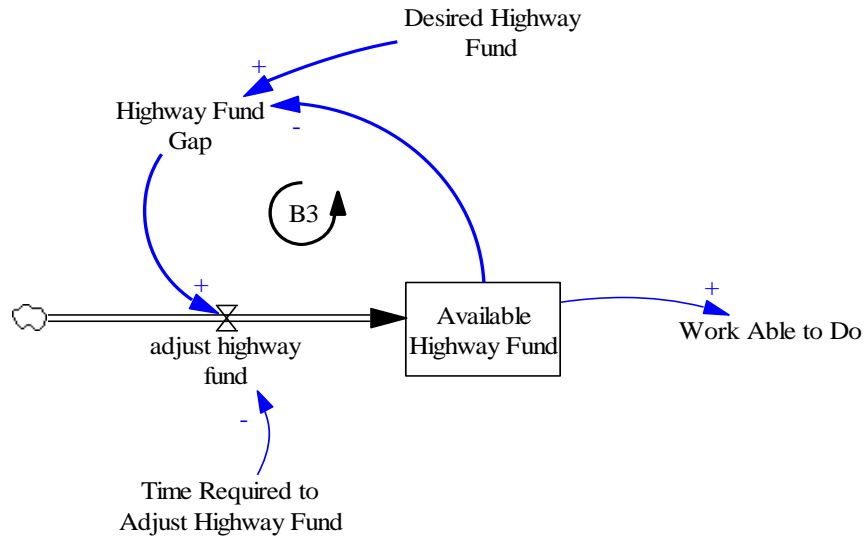 Desired Highway
Fund
+
Highway Fund
Gap
-
B3
+
Available
Highway Fund
+
Work Able to Do
adjust highway
fund
-
Time Required to
Adjust Highway Fund